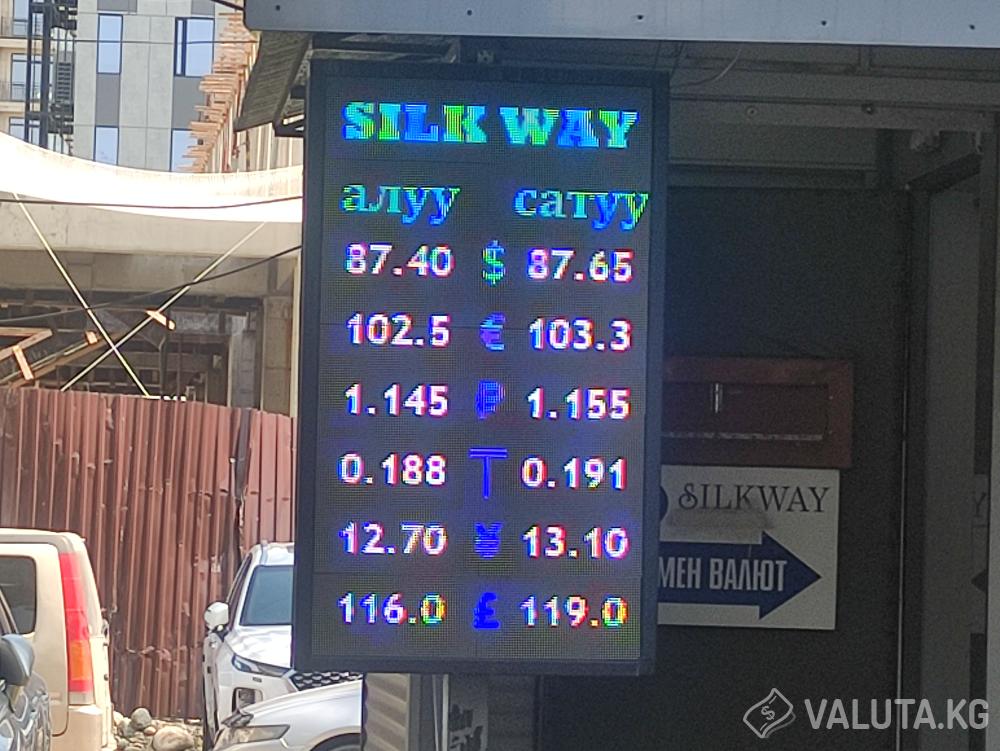 SILK WAY
алуу сатуу
87.40 $ 87.65
102.5 € 103.3
1.145 ₽ 1.155
0.188 ₸ 0.191
12.70 ¥ 13.10
116.0 £ 119.0
SILKWAY
МЕН ВАЛЮТ
VALUTA.KG